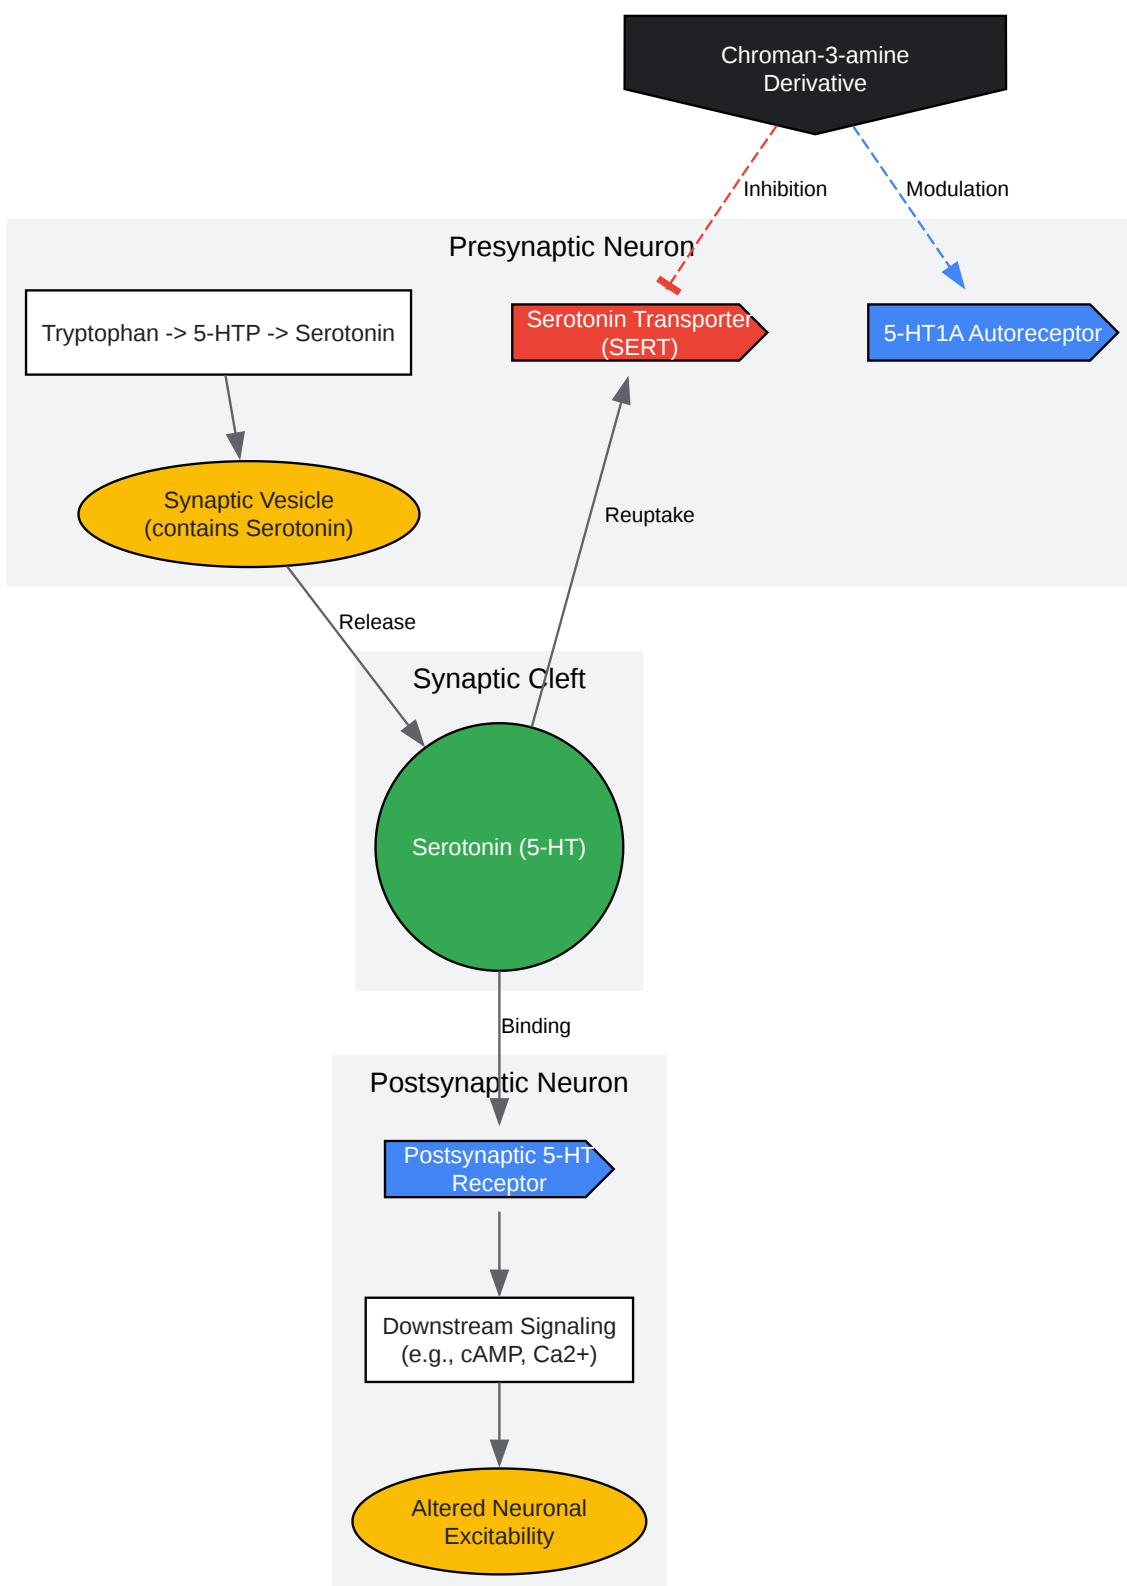 Chroman-3-amine
Derivative
Inhibition
Modulation
Presynaptic Neuron
Tryptophan -> 5-HTP -> Serotonin
Serotonin Transporter
(SERT)
5-HT1A Autoreceptor
Synaptic Vesicle
(contains Serotonin)
Reuptake
Release
Synaptic Cleft
Serotonin (5-HT)
Binding
Postsynaptic Neuron
Postsynaptic 5-HT
Receptor
Downstream Signaling
(e.g., cAMP, Ca2+)
Altered Neuronal
Excitability